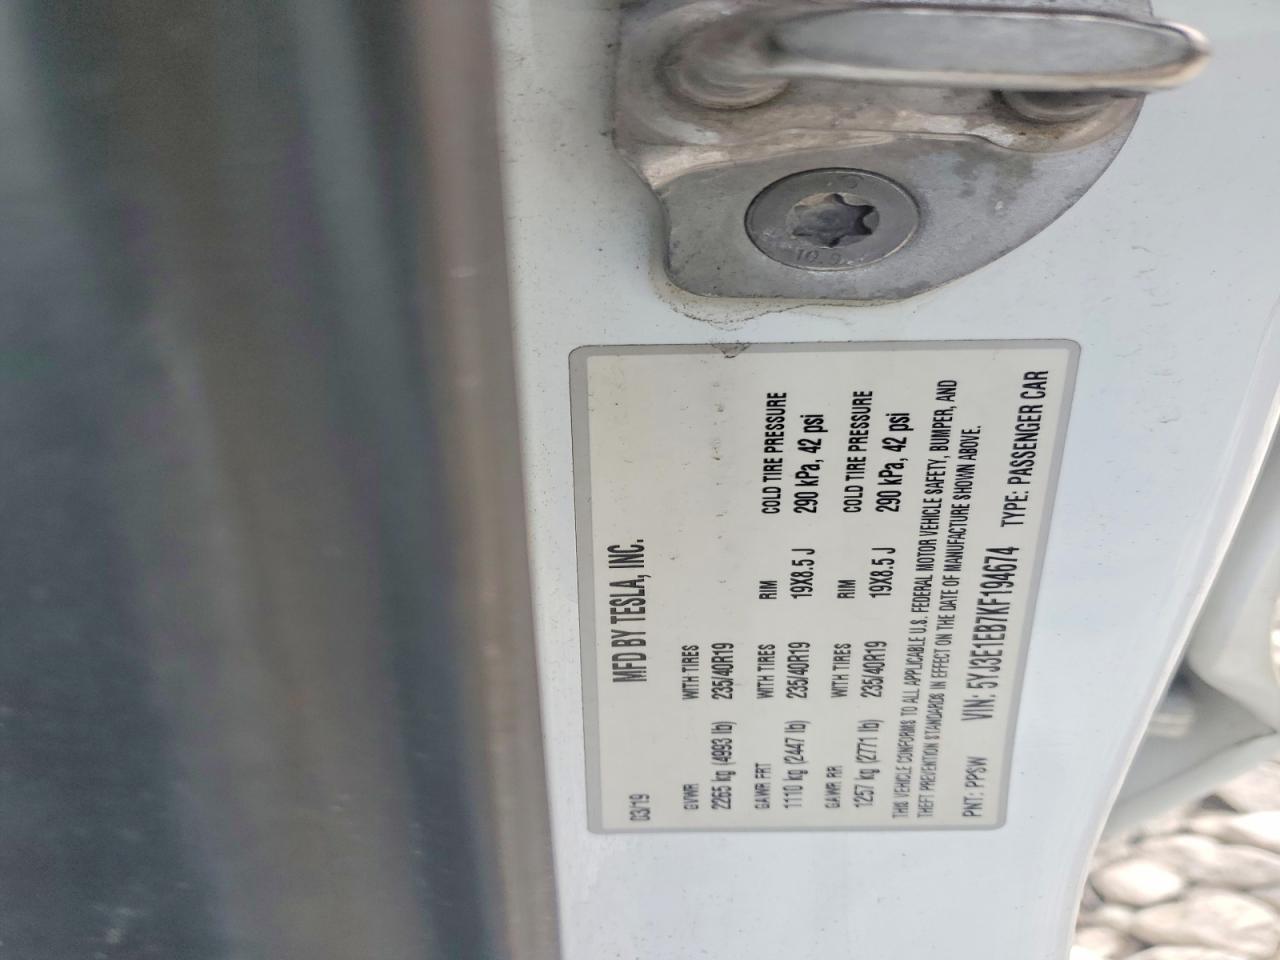 10.9
03/19 MFD BY TESLA, INC.
GVWR WITH TIRES
2265 kg (4993 lb) 235/40R19
GAWR FRT WITH TIRES RIM COLD TIRE PRESSURE
1110 kg (2447 lb) 235/40R19 19X8.5 J 290 kPa, 42 psi
GAWR RR WITH TIRES RIM COLD TIRE PRESSURE
1257 kg (2771 lb) 235/40R19 19X8.5 J 290 kPa, 42 psi
THIS VEHICLE CONFORMS TO ALL APPLICABLE U.S. FEDERAL MOTOR VEHICLE SAFETY, BUMPER, AND
THEFT PREVENTION STANDARDS IN EFFECT ON THE DATE OF MANUFACTURE SHOWN ABOVE.
PNT: PPSW VIN: 5YJ3E1EB7KF194674 TYPE: PASSENGER CAR